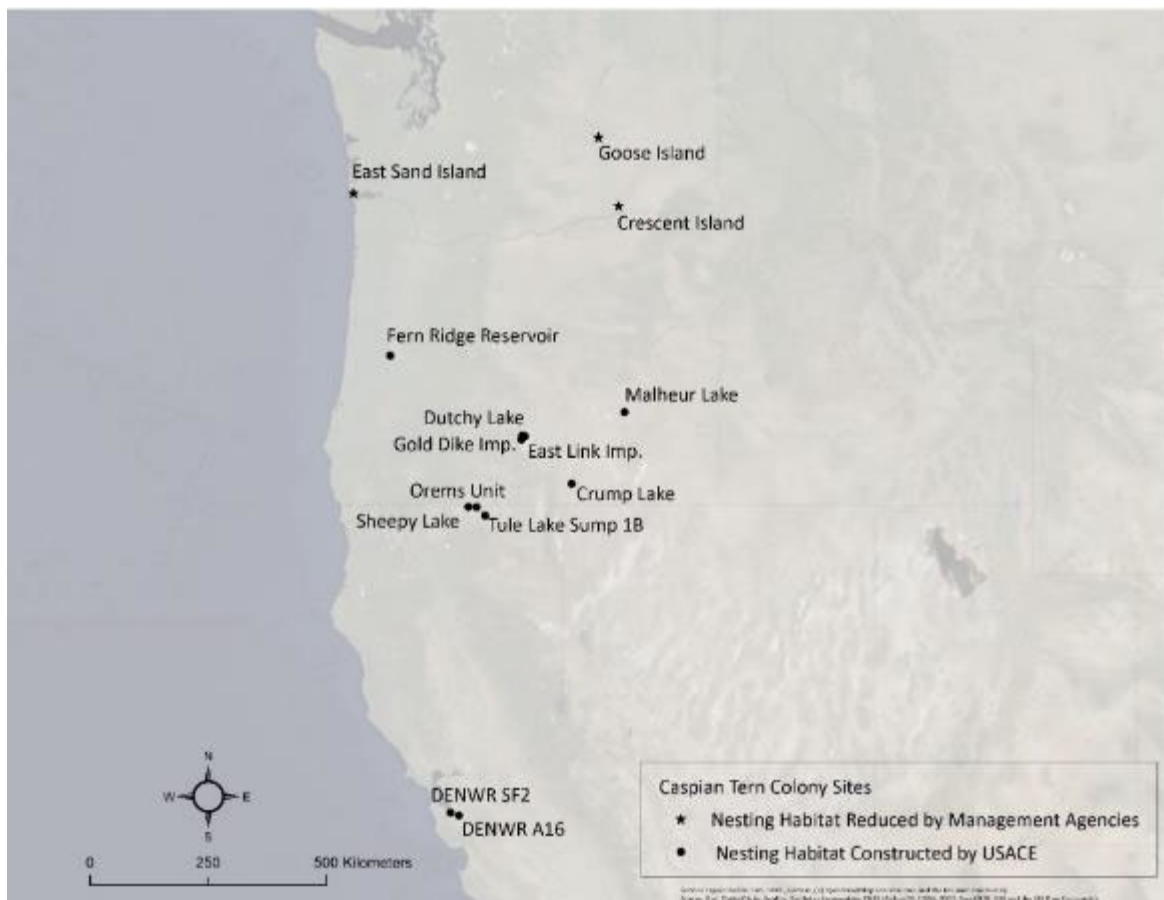 Goose Island
East Sand Island
Crescent Island
Fern Ridge Reservoir
Malheur Lake
Dutchy Lake
Gold Dike Imp.
East Link Imp.
Orems Unit
Crump Lake
Sheepy Lake
Tule Lake Sump 1B
N
W E
S
DENWR SF2
DENWR A16
0 250 500 Kilometers
Caspian Tern Colony Sites
Nesting Habitat Reduced by Management Agencies
Nesting Habitat Constructed by USACE